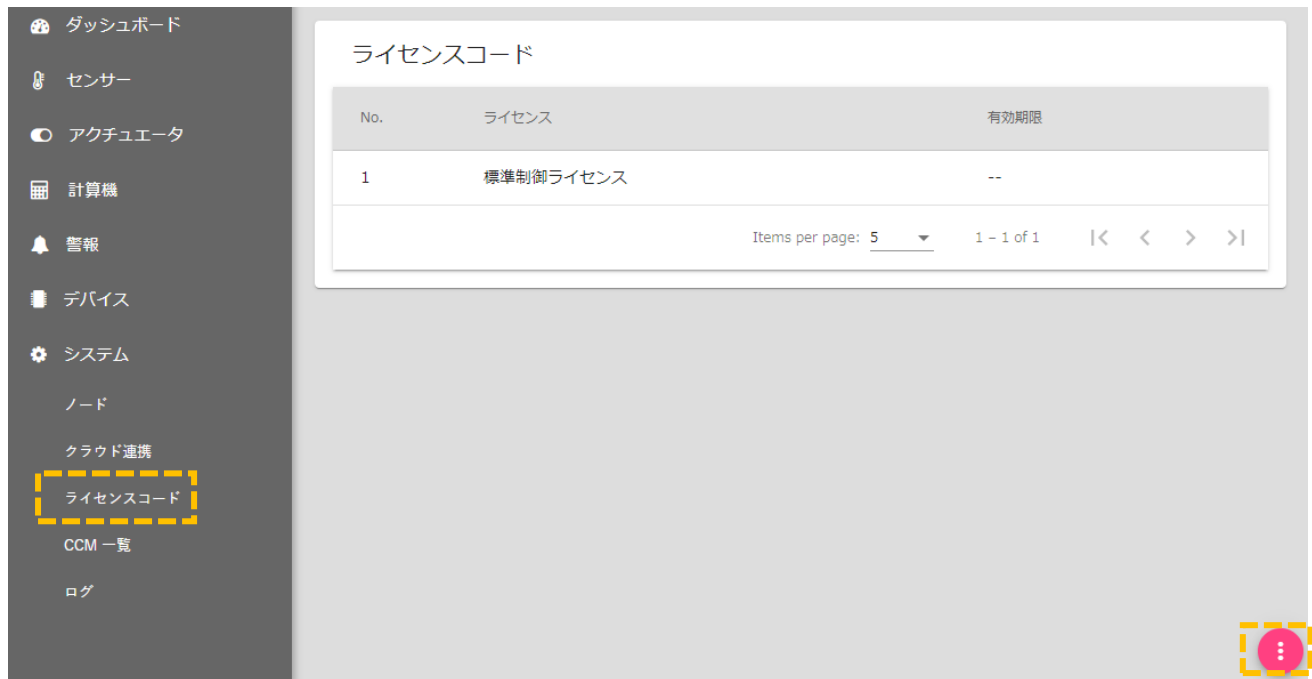 ダッシュボード
センサー
アクチュエータ
計算機
警報
デバイス
システム
ノード
クラウド連携
ライセンスコード
CCM 一覧
ログ
ライセンスコード
No. ライセンス 有効期限
1 標準制御ライセンス --
Items per page: 5 1 – 1 of 1